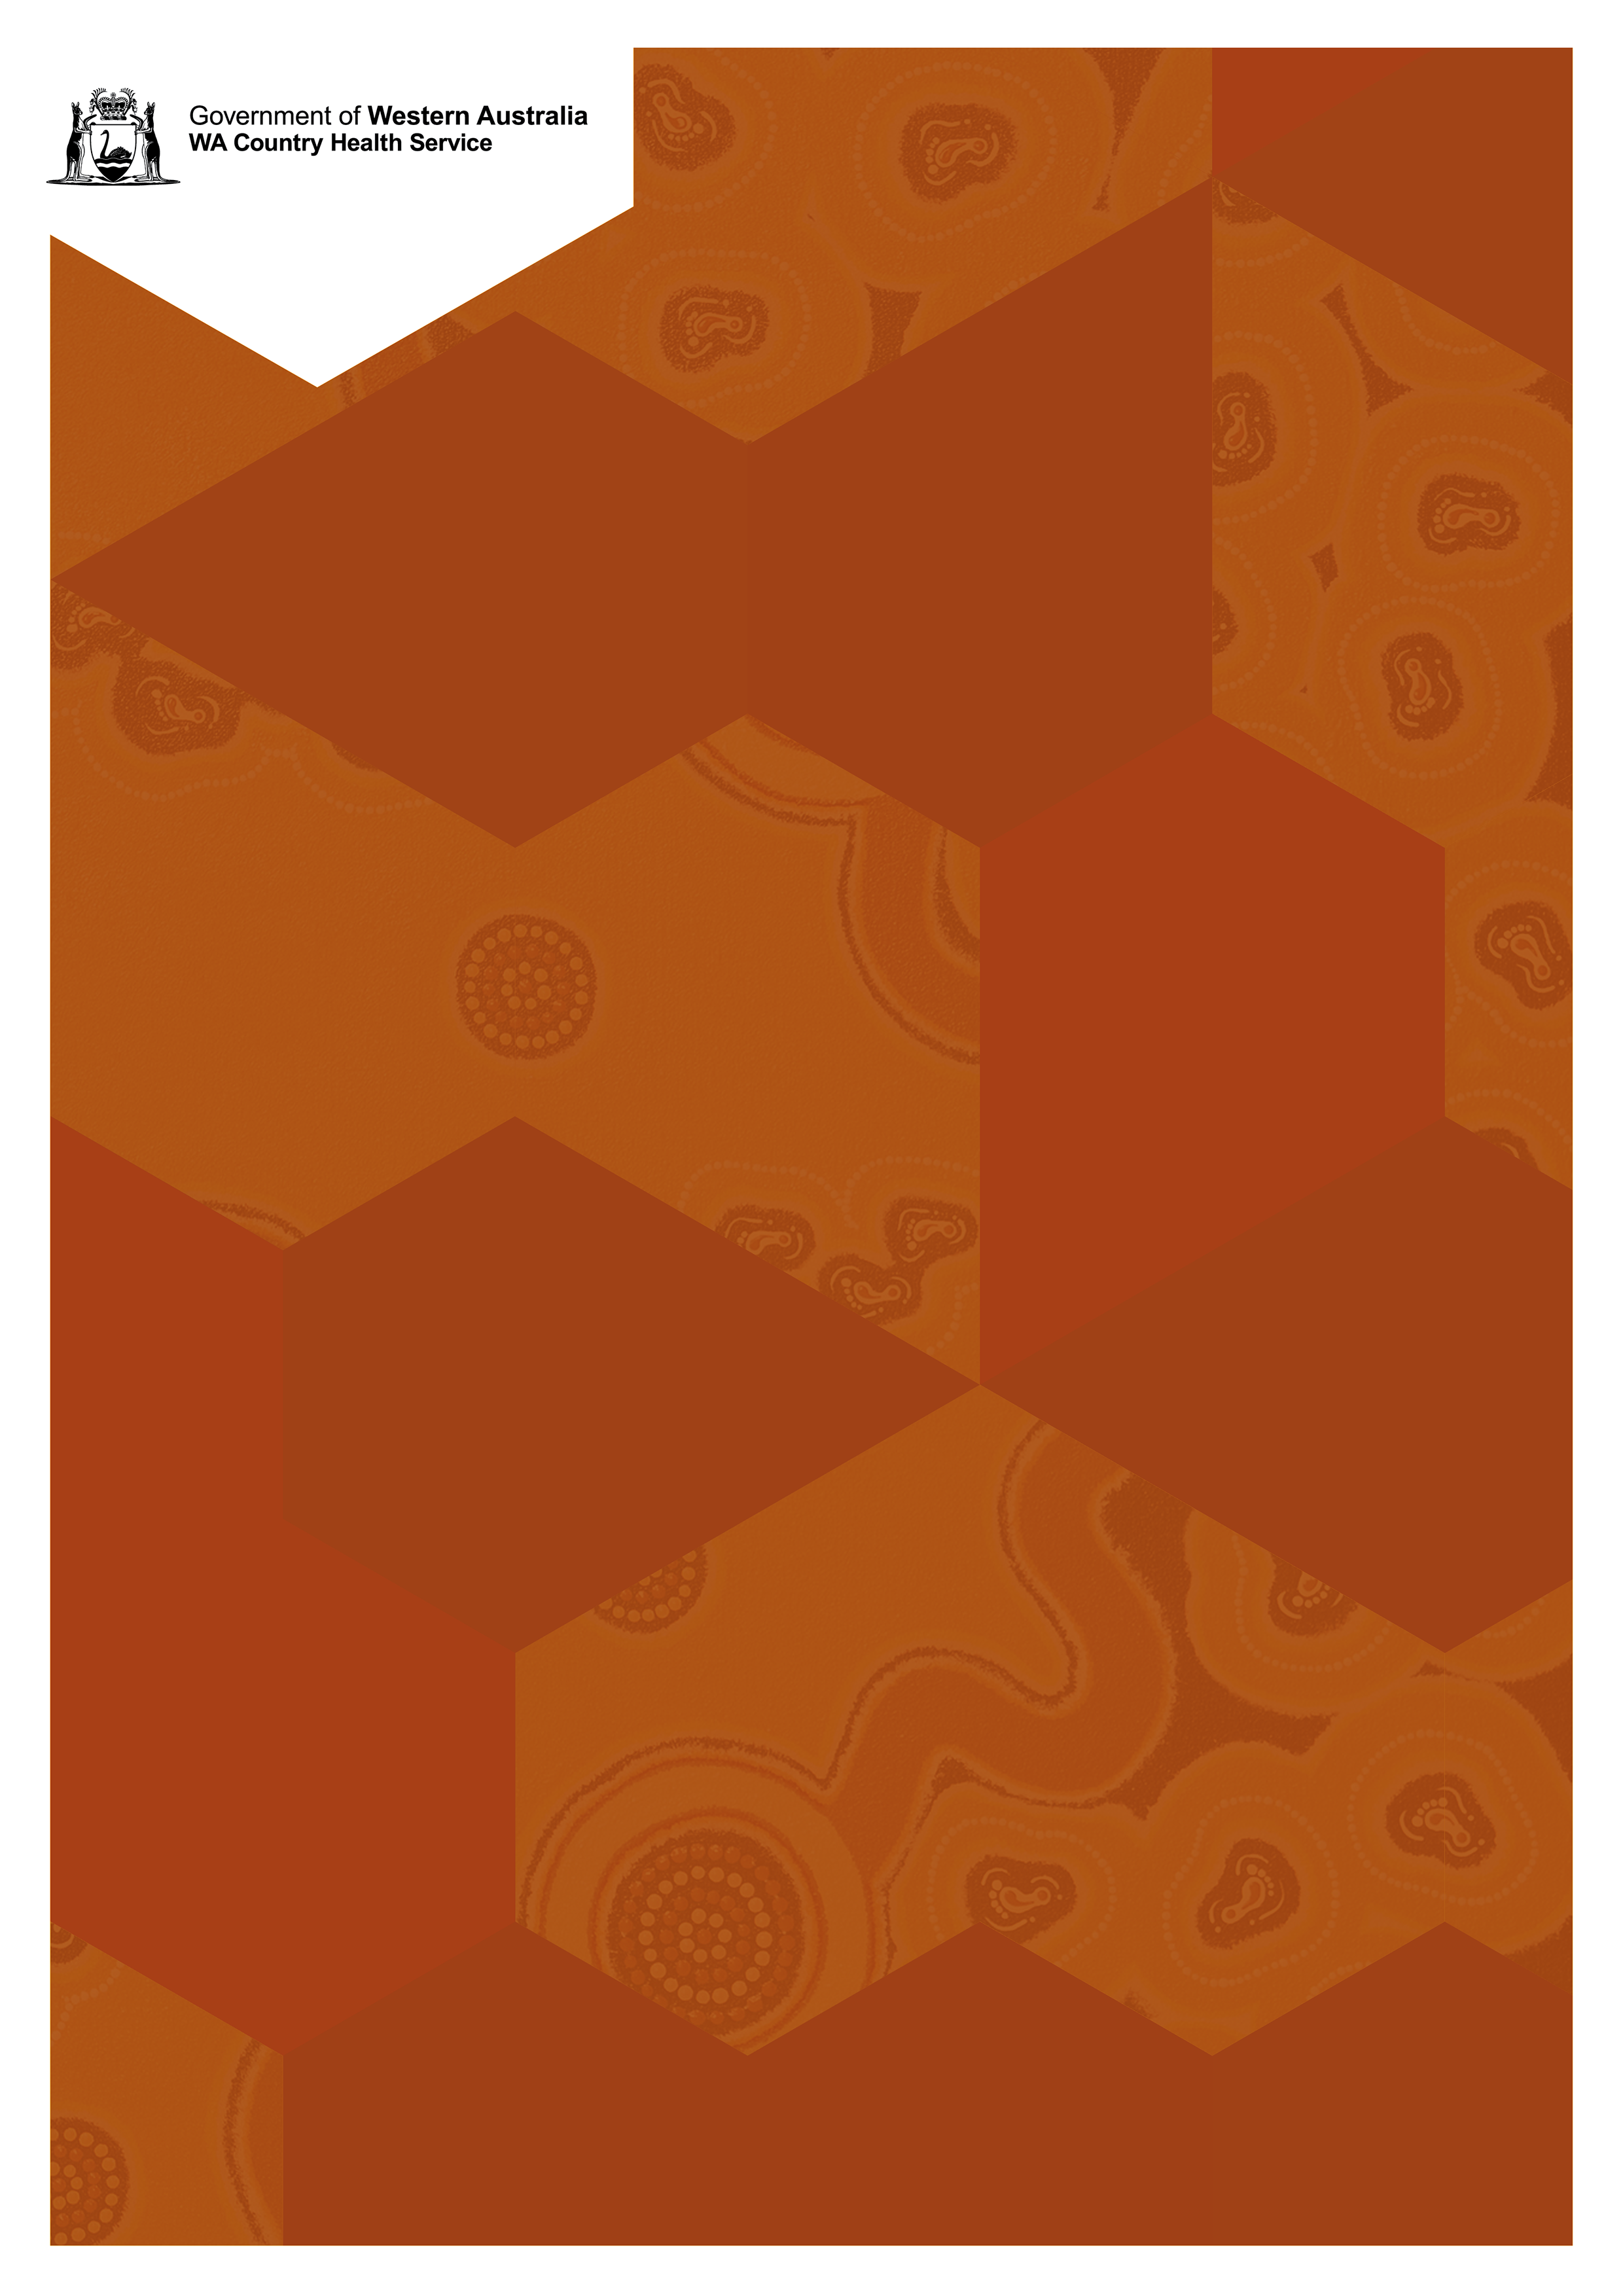 Government of Western Australia
WA Country Health Service